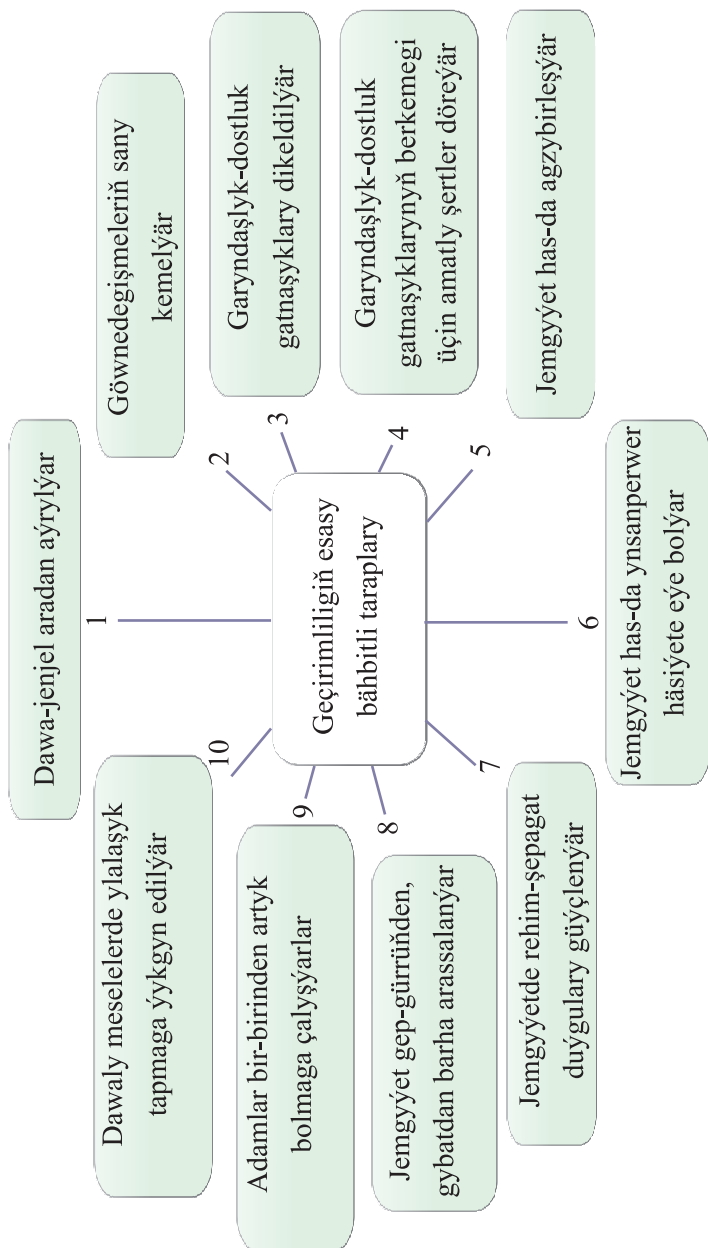 Geçirimliligiň esasy
bähbitli taraplary
1
Dawa-jenjel aradan aýrylýar
2
Göwnedegişmeleriň sany
kemelýär
3
Garyndaşlyk-dostluk
gatnaşyklary dikeldilýär
4
Garyndaşlyk-dostluk
gatnaşyklarynyň berkemegi
üçin amatly şertler döreýär
5
Jemgyýet has-da agzybirleşýär
6
Jemgyýet has-da ynsanperwer
häsiýete eýe bolýar
7
Jemgyýetde rehim-şepagat
duýgulary güýçlenýär
8
Jemgyýet gep-gürrüňden,
gybatdan barha arassalanýar
9
Adamlar bir-birinden artyk
bolmaga çalyşýarlar
10
Dawaly meselelerde ylalaşyk
tapmaga ýykgyn edilýär